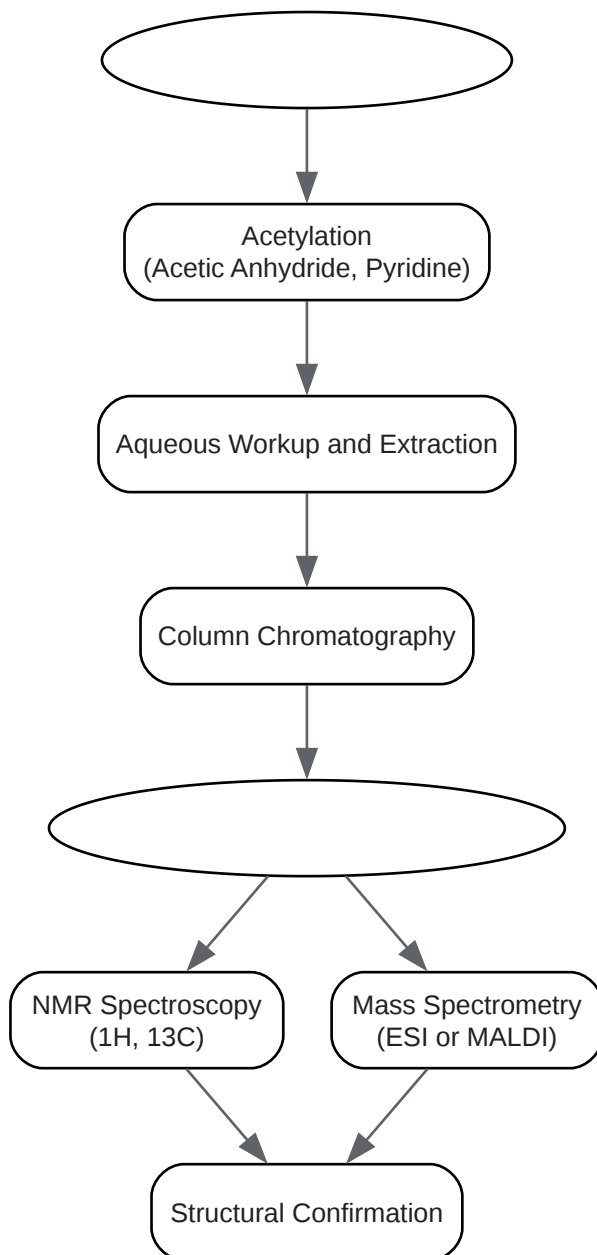 Acetylation
(Acetic Anhydride, Pyridine)
Aqueous Workup and Extraction
Column Chromatography
NMR Spectroscopy
(1H, 13C)
Mass Spectrometry
(ESI or MALDI)
Structural Confirmation